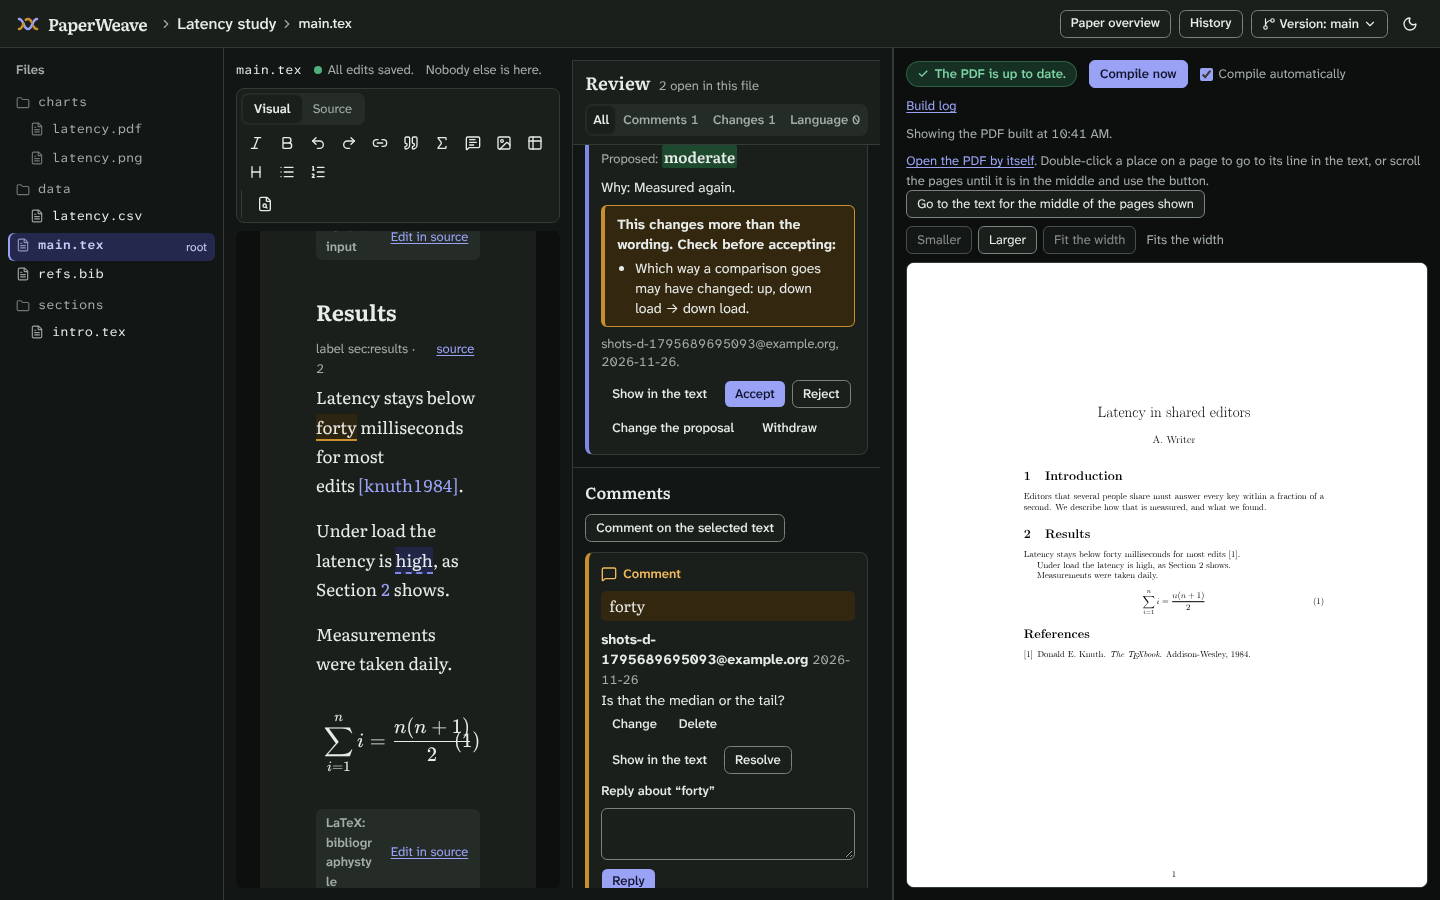 PaperWeave
Latency study
main.tex
Paper overview
History
Version: main
Files
charts
latency.pdf
latency.png
data
latency.csv
main.tex
root
refs.bib
sections
intro.tex
main.tex
All edits saved.
Nobody else is here.
Visual
Source
input
Edit in source
Results
label sec:results ·
2
source
Latency stays below
forty milliseconds
for most
edits [knuth1984].
Under load the
latency is high, as
Section 2 shows.
Measurements
were taken daily.
∑ i=1 n i = n(n + 1) / 2 (1)
LaTeX:
bibliogr
aphysty
le
Edit in source
Review
2 open in this file
All
Comments 1
Changes 1
Language 0
Proposed: moderate
Why: Measured again.
This changes more than the
wording. Check before accepting:
• Which way a comparison goes
may have changed: up, down
load → down load.
shots-d-1795689695093@example.org,
2026-11-26.
Show in the text
Accept
Reject
Change the proposal
Withdraw
Comments
Comment on the selected text
Comment
forty
shots-d-
1795689695093@example.org 2026-
11-26
Is that the median or the tail?
Change
Delete
Show in the text
Resolve
Reply about “forty”
Reply
The PDF is up to date.
Compile now
Compile automatically
Build log
Showing the PDF built at 10:41 AM.
Open the PDF by itself. Double-click a place on a page to go to its line in the text, or scroll
the pages until it is in the middle and use the button.
Go to the text for the middle of the pages shown
Smaller
Larger
Fit the width
Fits the width
Latency in shared editors
A. Writer
1 Introduction
Editors that several people share must answer every key within a fraction of a
second. We describe how that is measured, and what we found.
2 Results
Latency stays below forty milliseconds for most edits [1].
Under load the latency is high, as Section 2 shows.
Measurements were taken daily.
∑ i=1 n i = n(n + 1) / 2 (1)
References
[1] Donald E. Knuth. The TeXbook. Addison-Wesley, 1984.
1